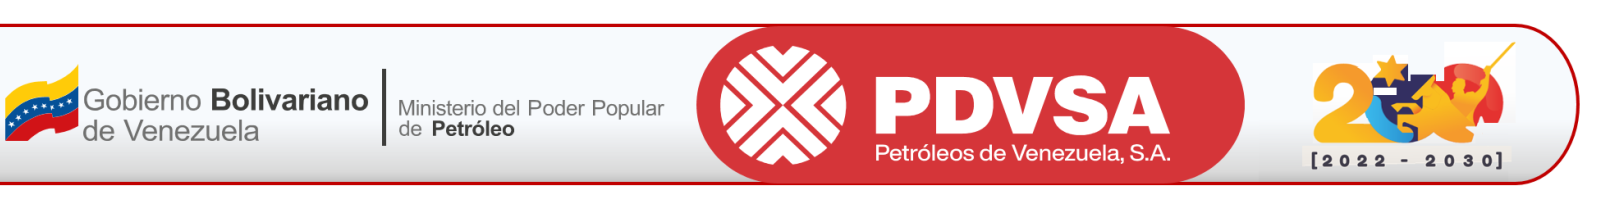 Gobierno Bolivariano
de Venezuela
Ministerio del Poder Popular
de Petróleo
PDVSA
Petróleos de Venezuela, S.A.
[2022 - 2030]